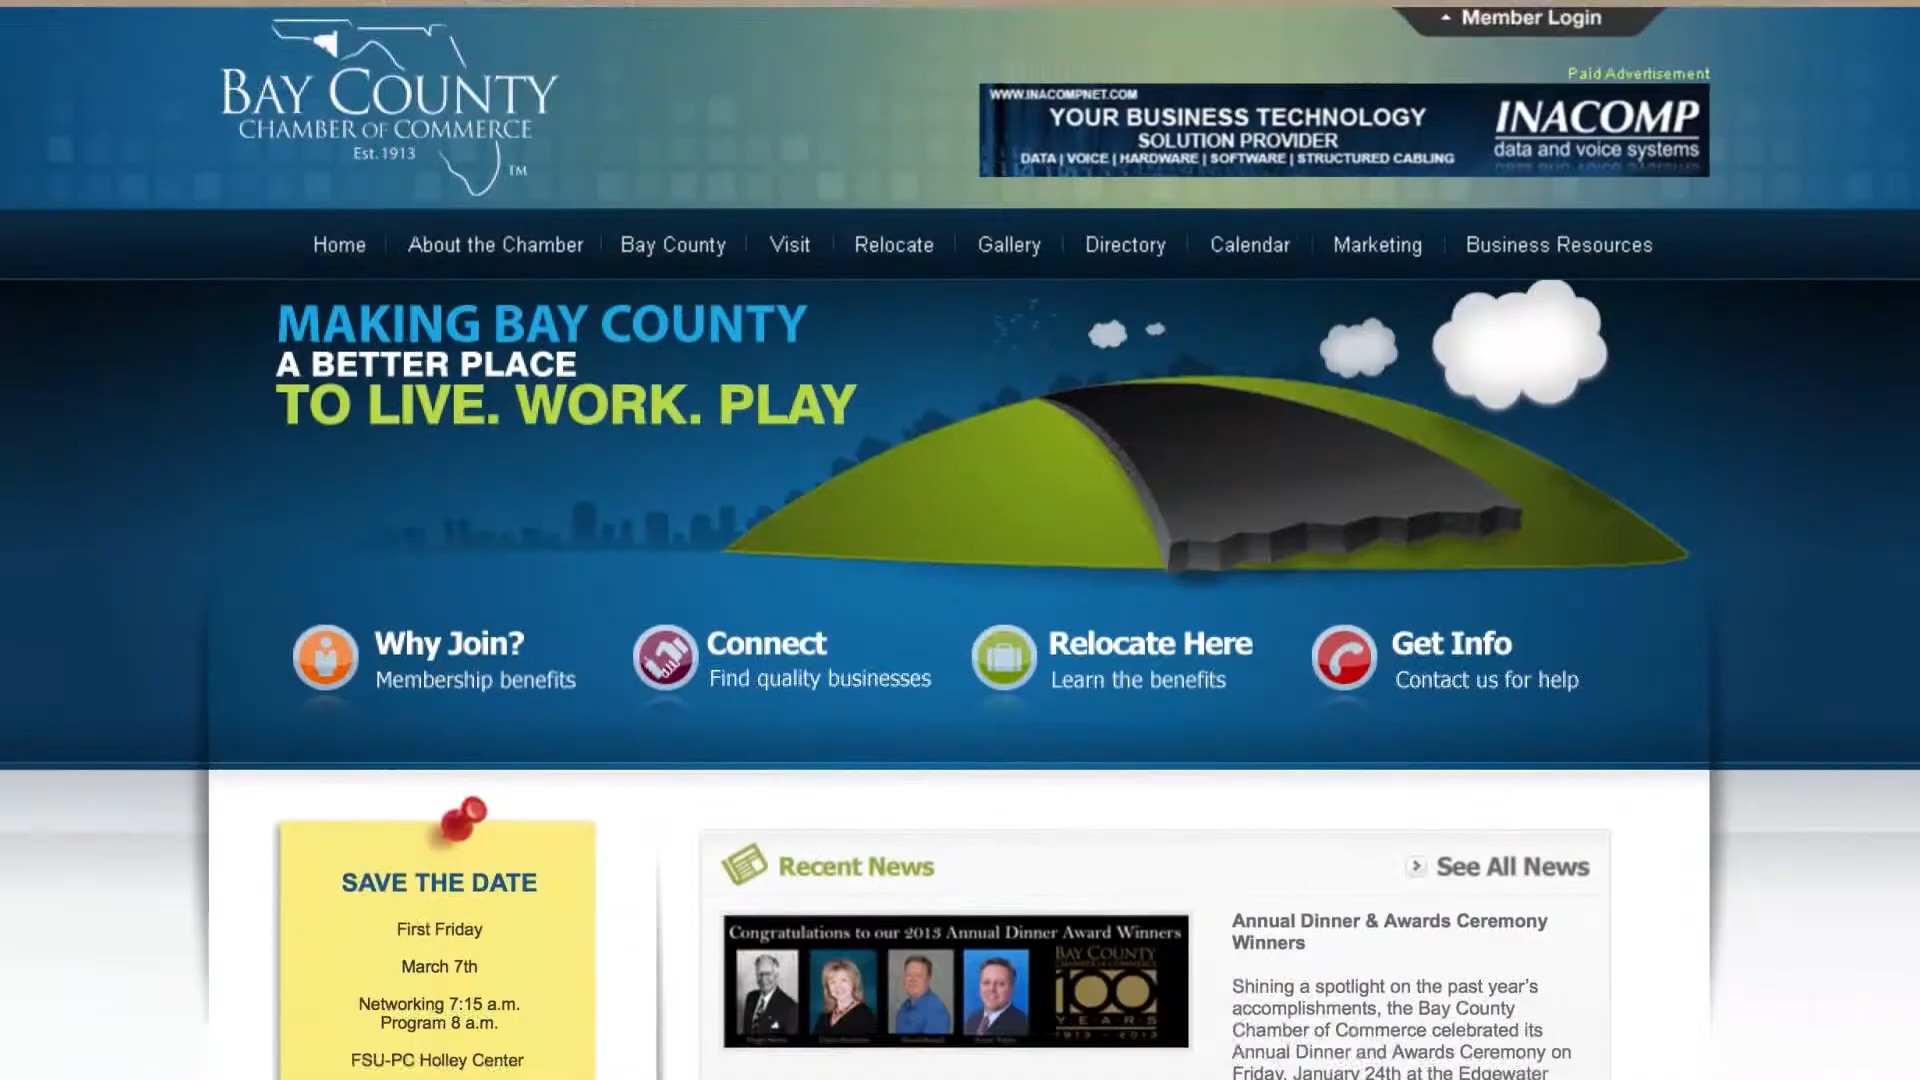 Member Login
BAY COUNTY
CHAMBER OF COMMERCE
Est. 1913
TM
Paid Advertisement
WWW.INACOMPNET.COM
YOUR BUSINESS TECHNOLOGY
SOLUTION PROVIDER
DATA | VOICE | HARDWARE | SOFTWARE | STRUCTURED CABLING
INACOMP
data and voice systems
Home About the Chamber Bay County Visit Relocate Gallery Directory Calendar Marketing Business Resources
MAKING BAY COUNTY
A BETTER PLACE
TO LIVE. WORK. PLAY
Why Join?
Membership benefits
Connect
Find quality businesses
Relocate Here
Learn the benefits
Get Info
Contact us for help
SAVE THE DATE
First Friday
March 7th
Networking 7:15 a.m.
Program 8 a.m.
FSU-PC Holley Center
Recent News
See All News
Congratulations to our 2013 Annual Dinner Award Winners
BAY COUNTY
CHAMBER OF COMMERCE
100
YEARS
1913 - 2013
Annual Dinner & Awards Ceremony
Winners
Shining a spotlight on the past year's
accomplishments, the Bay County
Chamber of Commerce celebrated its
Annual Dinner and Awards Ceremony on
Friday, January 24th at the Edgewater